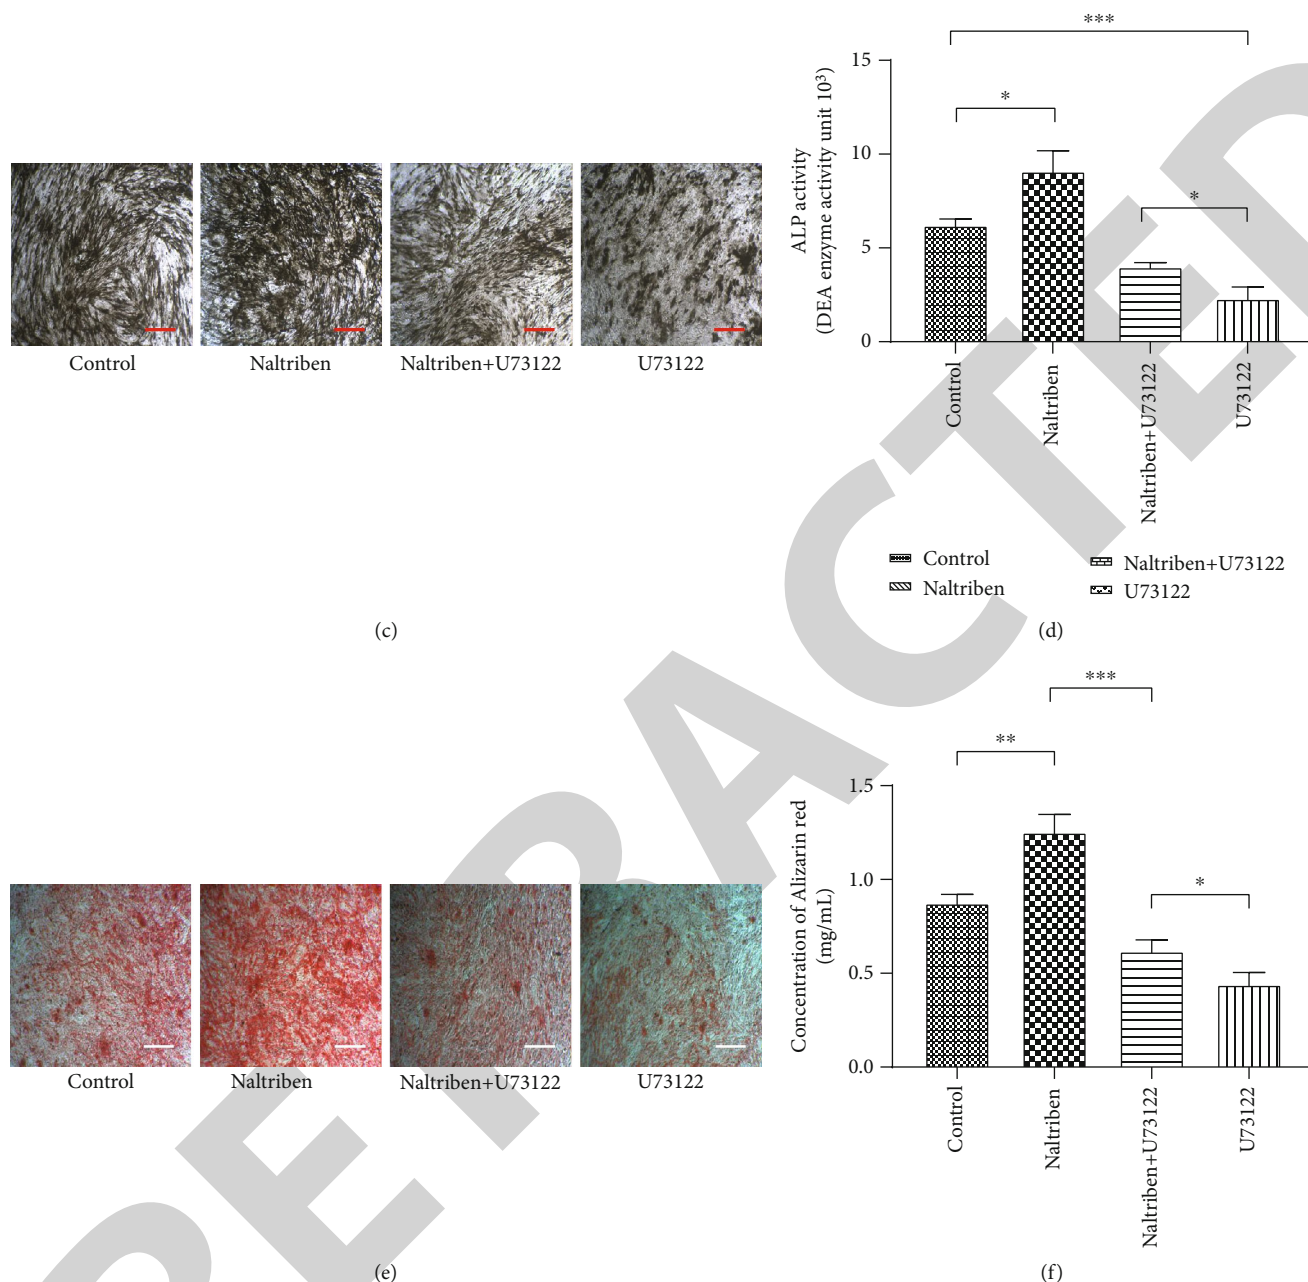 Control Naltriben Naltriben+U73122 U73122
(c)
***
*
*
15
10
5
0
ALP activity
(DEA enzyme activity unit 10³)
Control
Naltriben
Naltriben+U73122
U73122
Control
Naltriben
Naltriben+U73122
U73122
(d)
Control Naltriben Naltriben+U73122 U73122
(e)
***
**
*
1.5
1.0
0.5
0.0
Concentration of Alizarin red
(mg/mL)
Control
Naltriben
Naltriben+U73122
U73122
(f)